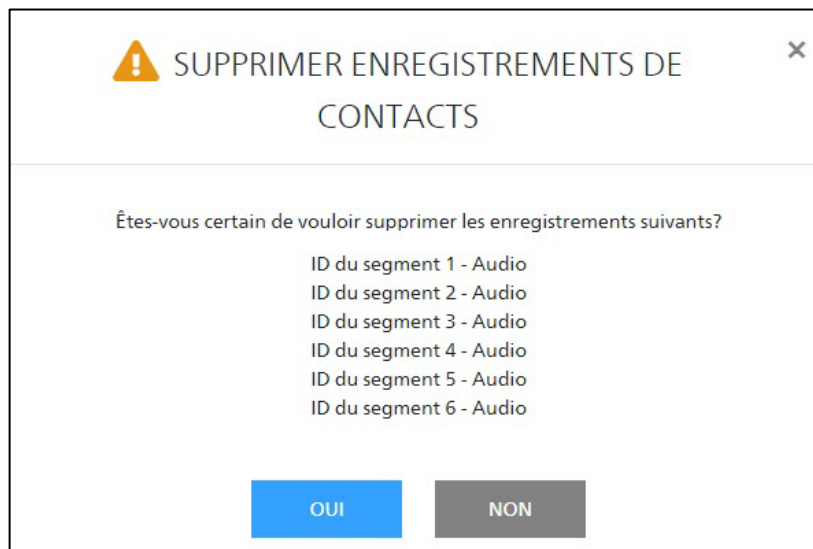 SUPPRIMER ENREGISTREMENTS DE
CONTACTS
Êtes-vous certain de vouloir supprimer les enregistrements suivants?
ID du segment 1 - Audio
ID du segment 2 - Audio
ID du segment 3 - Audio
ID du segment 4 - Audio
ID du segment 5 - Audio
ID du segment 6 - Audio
OUI
NON